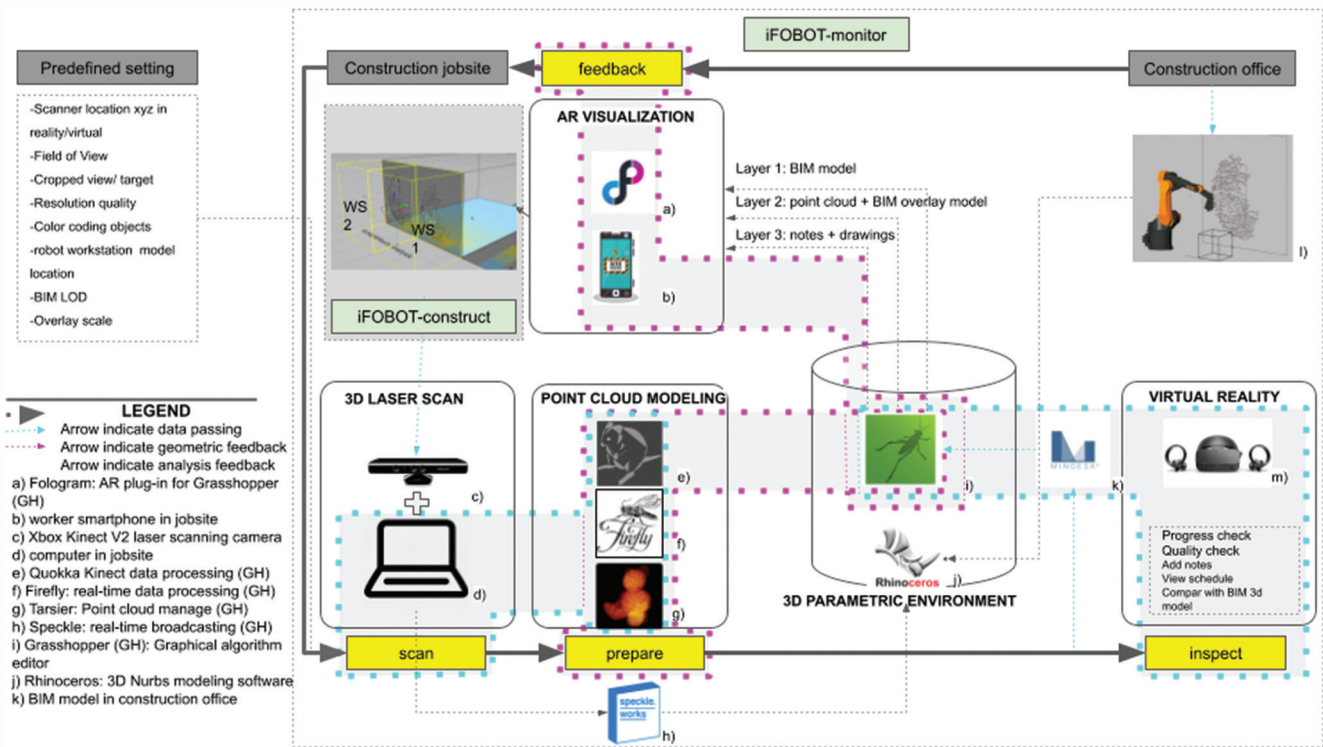 iFOBOT-monitor
Predefined setting
Construction jobsite
feedback
Construction office
-Scanner location xyz in
reality/virtual
-Field of View
-Cropped view/ target
-Resolution quality
-Color coding objects
-robot workstation model
location
-BIM LOD
-Overlay scale
WS
2
WS
1
iFOBOT-construct
AR VISUALIZATION
a)
b)
Layer 1: BIM model
Layer 2: point cloud + BIM overlay model
Layer 3: notes + drawings
l)
LEGEND
Arrow indicate data passing
Arrow indicate geometric feedback
Arrow indicate analysis feedback
a) Fologram: AR plug-in for Grasshopper
(GH)
b) worker smartphone in jobsite
c) Xbox Kinect V2 laser scanning camera
d) computer in jobsite
e) Quokka Kinect data processing (GH)
f) Firefly: real-time data processing (GH)
g) Tarsier: Point cloud manage (GH)
h) Speckle: real-time broadcasting (GH)
i) Grasshopper (GH): Graphical algorithm
editor
j) Rhinoceros: 3D Nurbs modeling software
k) BIM model in construction office
3D LASER SCAN
c)
d)
scan
POINT CLOUD MODELING
e)
Firefly
f)
g)
prepare
speckle.
works
h)
i)
Rhinoceros
j)
3D PARAMETRIC ENVIRONMENT
MINDESK
k)
VIRTUAL REALITY
m)
Progress check
Quality check
Add notes
View schedule
Compar with BIM 3d
model
inspect